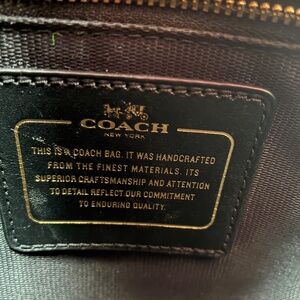 COACH
NEW YORK
THIS IS A COACH BAG. IT WAS HANDCRAFTED
FROM THE FINEST MATERIALS. ITS
SUPERIOR CRAFTSMANSHIP AND ATTENTION
TO DETAIL REFLECT OUR COMMITMENT
TO ENDURING QUALITY.